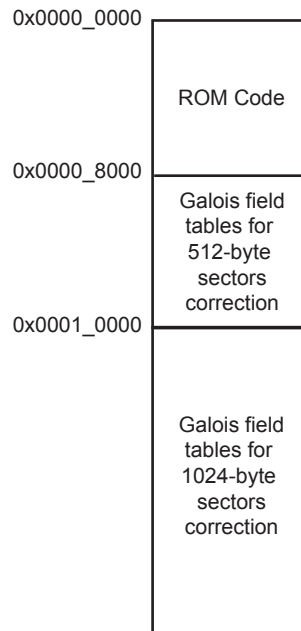 0x0000_0000
ROM Code
0x0000_8000
Galois field
tables for
512-byte
sectors
correction
0x0001_0000
Galois field
tables for
1024-byte
sectors
correction